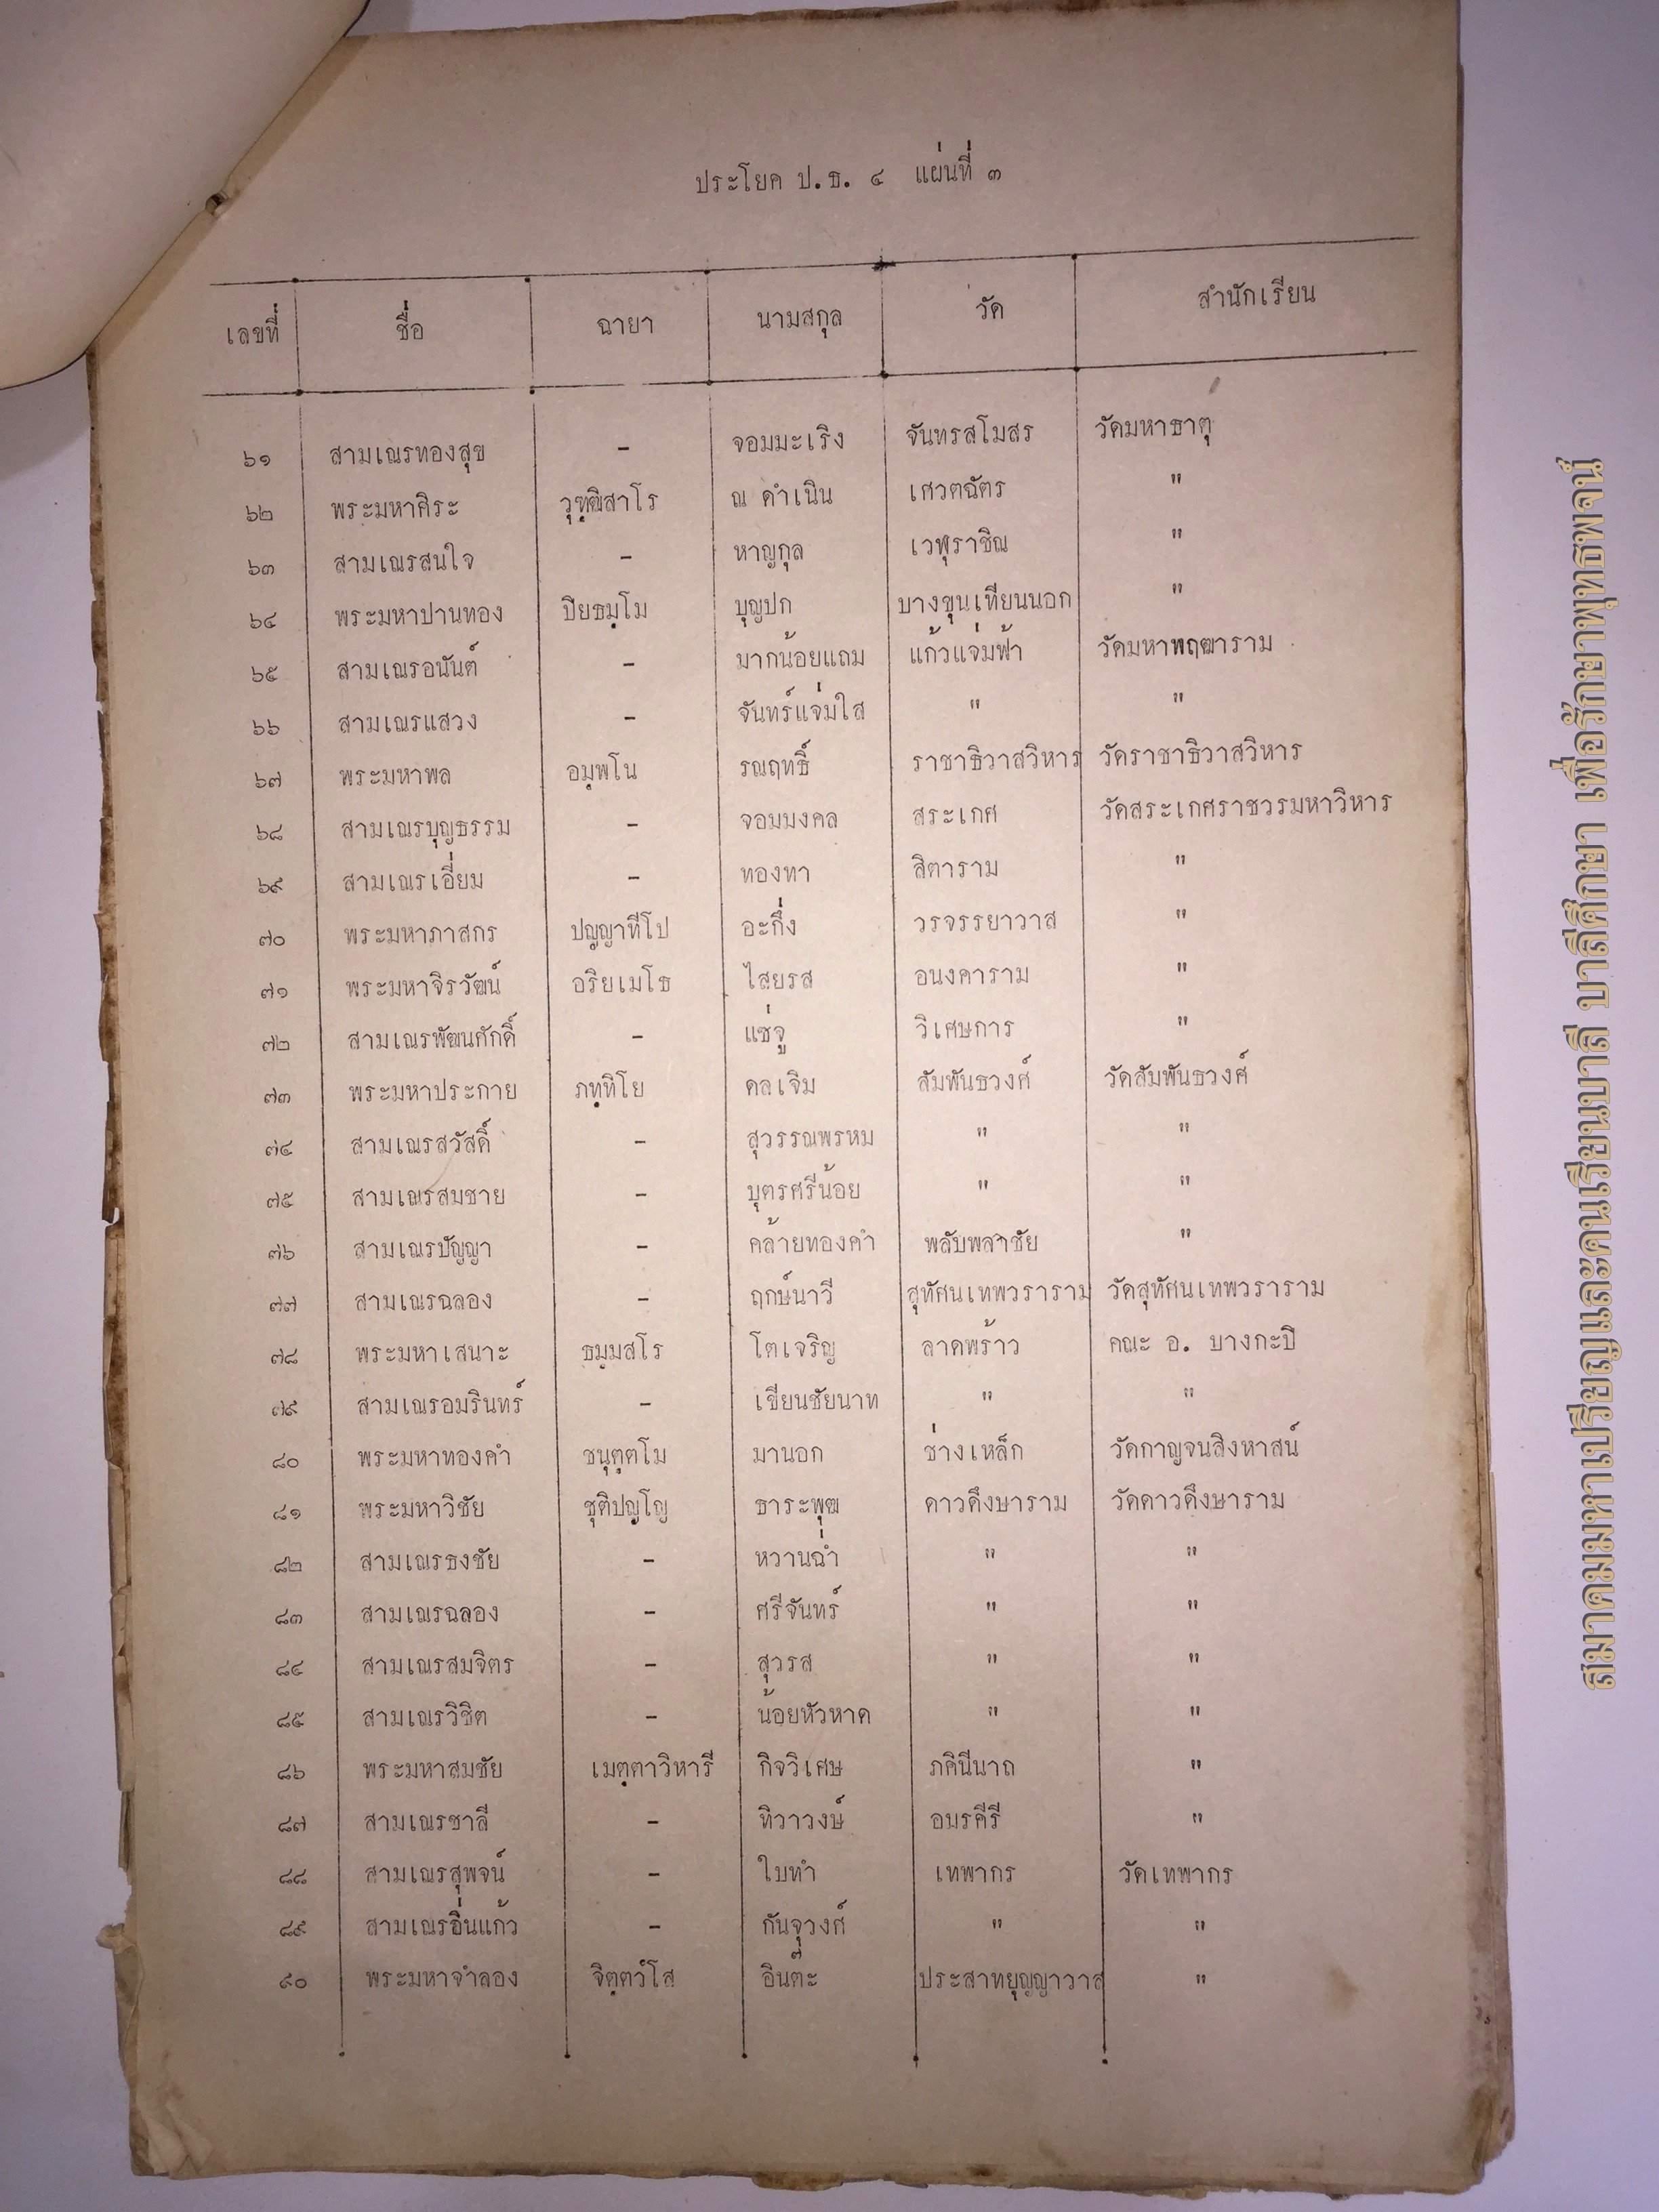 ประโยค ป.ธ. ๔ แผ่นที่ ๓
เลขที่ ชื่อ ฉายา นามสกุล วัด สำนักเรียน
๖๑ สามเณรทองสุข - จอมมะเริง จันทรสโมสร วัดมหาธาตุ
๖๒ พระมหาศิระ วุฑฺฒิสาโร ณ ดำเนิน เศวตฉัตร "
๖๓ สามเณรสนใจ - หาญกุล เวฬุราชิณ "
๖๔ พระมหาปานทอง ปิยธมฺโม บุญปก บางขุนเทียนนอก "
๖๕ สามเณรอนันต์ - มากน้อยแถม แก้วแจ่มฟ้า วัดมหาพฤฒาราม
๖๖ สามเณรแสวง - จันทร์แจ่มใส " "
๖๗ พระมหาพล อมฺพโน รณฤทธิ์ ราชาธิวาสวิหาร วัดราชาธิวาสวิหาร
๖๘ สามเณรบุญธรรม - จอมมงคล สระเกศ วัดสระเกศราชวรมหาวิหาร
๖๙ สามเณรเอี่ยม - ทองทา สิตาราม "
๗๐ พระมหาภาสกร ปญฺญาทีโป อะกึ่ง วรจรรยาวาส "
๗๑ พระมหาจิรวัฒน์ อริยเมโธ ไสยรส อนงคาราม "
๗๒ สามเณรพัฒนศักดิ์ - แซ่จู วิเศษการ "
๗๓ พระมหาประกาย ภทฺทิโย คลเจิม สัมพันธวงศ์ วัดสัมพันธวงศ์
๗๔ สามเณรสวัสดิ์ - สุวรรณพรหม " "
๗๕ สามเณรสมชาย - บุตรศรีน้อย " "
๗๖ สามเณรปัญญา - คล้ายทองคำ พลับพลาชัย "
๗๗ สามเณรฉลอง - ฤกษ์นาวี สุทัศนเทพวราราม วัดสุทัศนเทพวราราม
๗๘ พระมหาเสนาะ ธมฺมสโร โตเจริญ ลาดพร้าว คณะ อ. บางกะปิ
๗๙ สามเณรอมรินทร์ - เขียนชัยนาท " "
๘๐ พระมหาทองคำ ชนุตฺตโม มานอก ช่างเหล็ก วัดกาญจนสิงหาสน์
๘๑ พระมหาวิชัย ชุติปญฺโญ ธาระพุฒ ดาวดึงษาราม วัดดาวดึงษาราม
๘๒ สามเณรธงชัย - หวานฉ่ำ " "
๘๓ สามเณรฉลอง - ศรีจันทร์ " "
๘๔ สามเณรสมจิตร - สุวรส " "
๘๕ สามเณรวิชิต - น้อยหัวหาด " "
๘๖ พระมหาสมชัย เมตฺตาวิหารี กิจวิเศษ ภคินีนาถ "
๘๗ สามเณรชาลี - ทิวาวงษ์ อมรคีรี "
๘๘ สามเณรสุพจน์ - ใบทำ เทพากร วัดเทพากร
๘๙ สามเณรอิ่นแก้ว - กันจุวงศ์ " "
๙๐ พระมหาจำลอง จิตฺตวํโส อินต๊ะ ประสาทยุญญาวาส "
สมาคมมหาเปรียญและคนเรียนบาลี บาลีศึกษา เพื่อรักษาพุทธพจน์